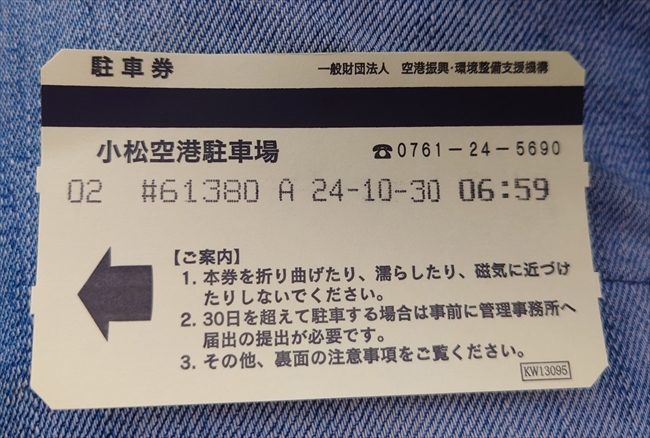 駐車券 一般財団法人 空港振興・環境整備支援機構
小松空港駐車場 ☎0761-24-5690
02 #61380 A 24-10-30 06:59
【ご案内】
1. 本券を折り曲げたり、濡らしたり、磁気に近づけ
たりしないでください。
2. 30日を超えて駐車する場合は事前に管理事務所へ
届出の提出が必要です。
3. その他、裏面の注意事項をご覧ください。
KW13095